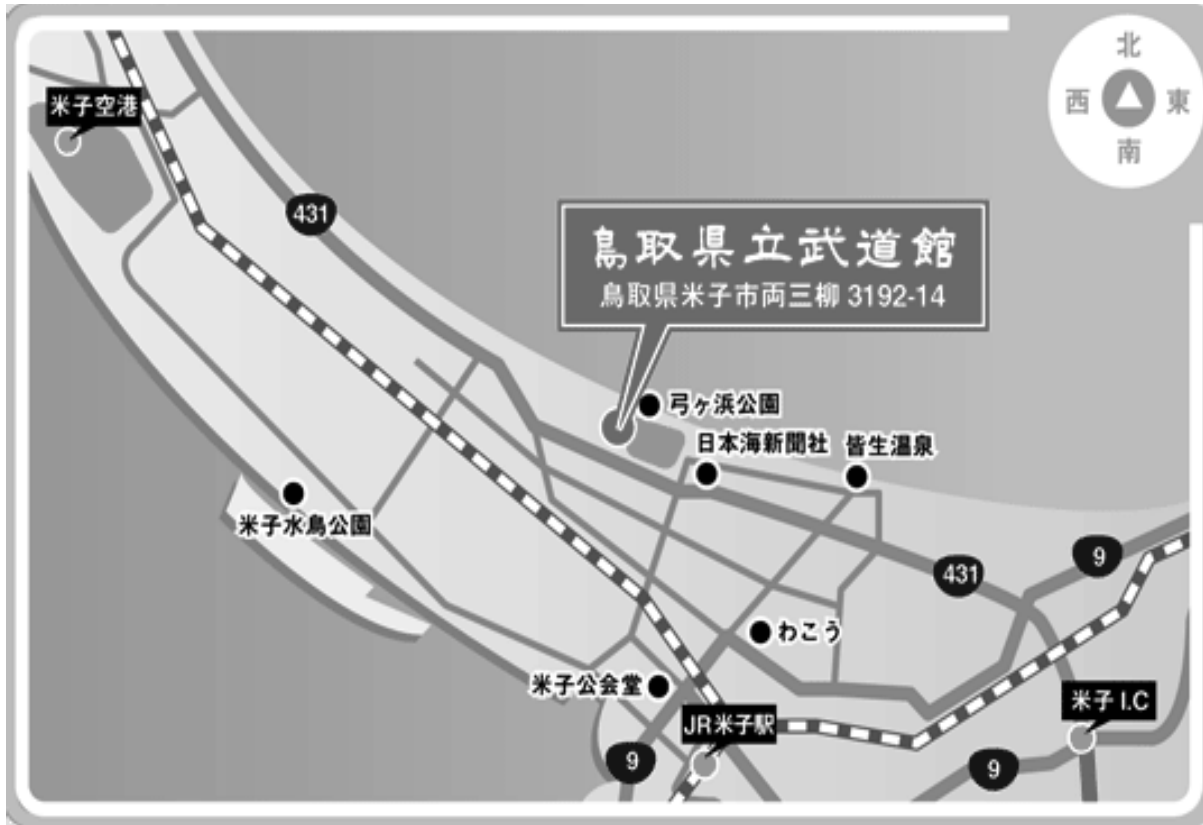 北
西
東
南
米子空港
431
鳥取県立武道館
鳥取県米子市両三柳 3192-14
弓ヶ浜公園
日本海新聞社
皆生温泉
米子水鳥公園
9
431
わこう
米子公会堂
米子 I.C
JR米子駅
9
9